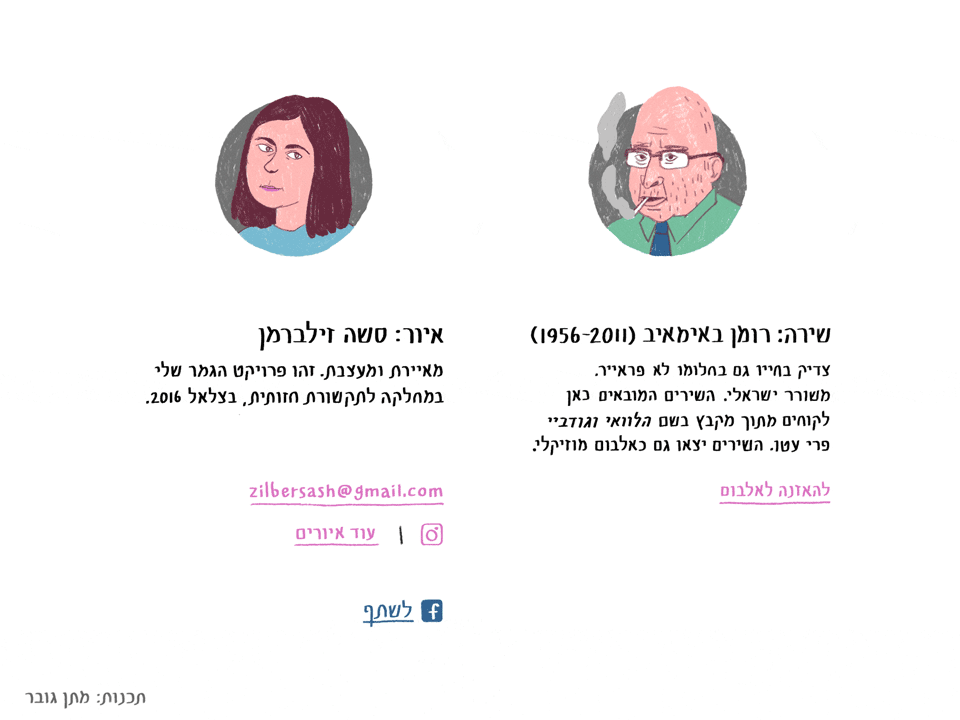 שירה: רומן באימאיב (1956-2011)
צדיק בחייו גם בחלומו לא פראייר.
משורר ישראלי. השירים המובאים כאן
לקוחים מתוך מקבץ בשם הלוואי וגודביי
פרי עטו. השירים יצאו גם כאלבום מוזיקלי.
להאזנה לאלבום
איור: סשה זילברמן
מאיירת ומעצבת. זהו פרויקט הגמר שלי
במחלקה לתקשורת חזותית, בצלאל 2016.
zilbersash@gmail.com
| עוד איורים
לשתף
תכנות: מתן גובר